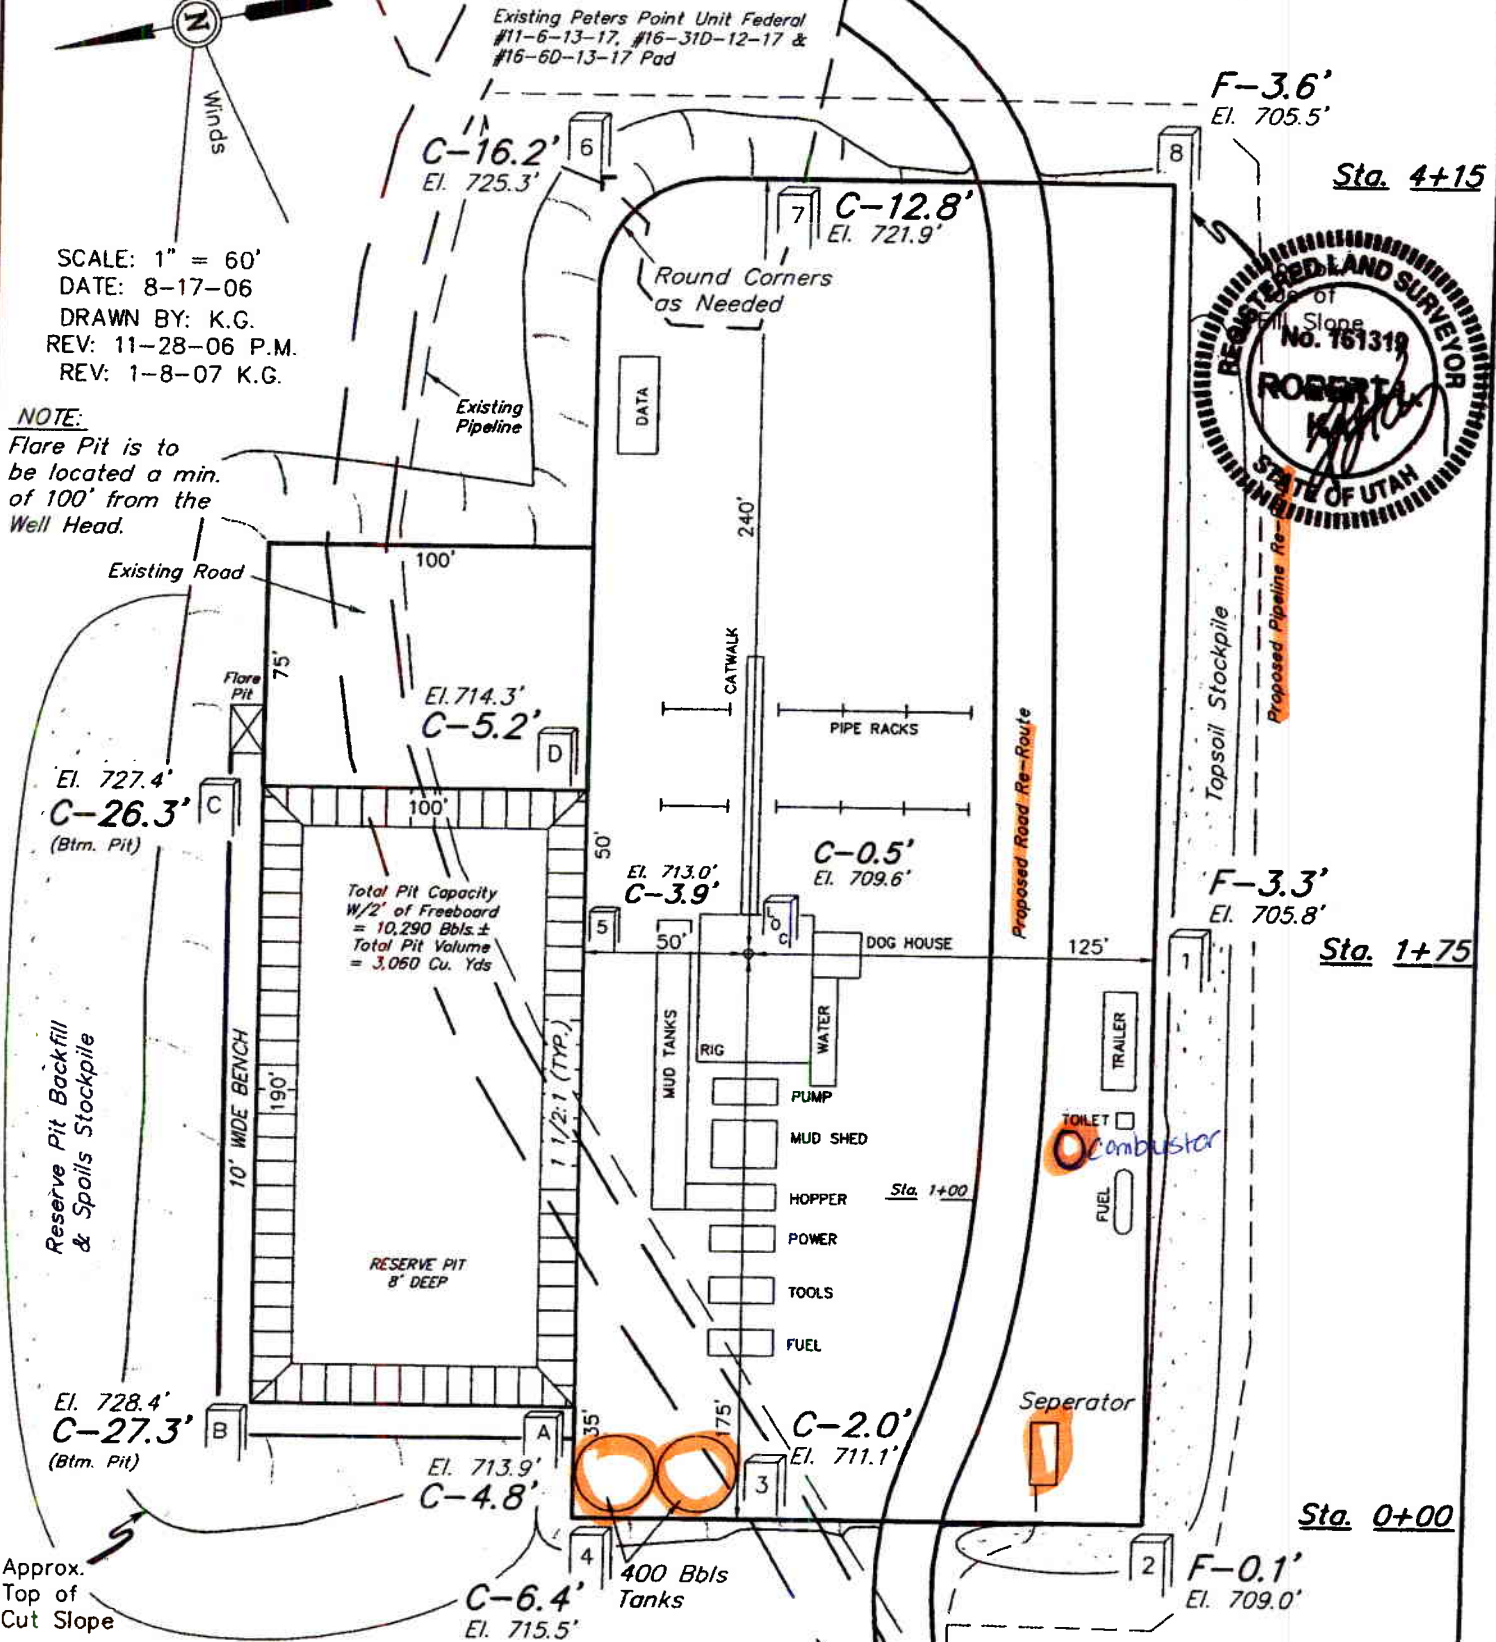 Existing Peters Point Unit Federal
#11-6-13-17, #16-31D-12-17 &
#16-6D-13-17 Pad
N
Winds
F-3.6'
El. 705.5'
C-16.2'
El. 725.3'
6
8
Sta. 4+15
7
C-12.8'
El. 721.9'
SCALE: 1" = 60'
DATE: 8-17-06
DRAWN BY: K.G.
REV: 11-28-06 P.M.
REV: 1-8-07 K.G.
Round Corners
as Needed
REGISTERED LAND SURVEYOR
of
Fill Slope
No. 161319
ROBERT L.
STATE OF UTAH
DATA
Existing
Pipeline
NOTE:
Flare Pit is to
be located a min.
of 100' from the
Well Head.
240'
100'
Existing Road
Proposed Pipeline Re-
Topsoil Stockpile
75'
Flare
Pit
CATWALK
El. 714.3'
C-5.2'
D
PIPE RACKS
Proposed Road Re-Route
El. 727.4'
C-26.3'
(Btm. Pit)
C
100'
50'
C-0.5'
El. 709.6'
El. 713.0'
C-3.9'
F-3.3'
El. 705.8'
Total Pit Capacity
W/2' of Freeboard
= 10,290 Bbls.±
Total Pit Volume
= 3,060 Cu. Yds
5
50'
LOC
DOG HOUSE
125'
1
Sta. 1+75
Reserve Pit Backfill
& Spoils Stockpile
10' WIDE BENCH
190'
1 1/2:1 (TYP.)
MUD TANKS
RIG
WATER
TRAILER
PUMP
TOILET
Combustor
MUD SHED
HOPPER
Sta. 1+00
FUEL
POWER
RESERVE PIT
8' DEEP
TOOLS
FUEL
El. 728.4'
C-27.3'
(Btm. Pit)
B
A
35'
175'
C-2.0'
El. 711.1'
Seperator
El. 713.9'
C-4.8'
3
Sta. 0+00
4
400 Bbls
Tanks
2
F-0.1'
El. 709.0'
C-6.4'
El. 715.5'
Approx.
Top of
Cut Slope